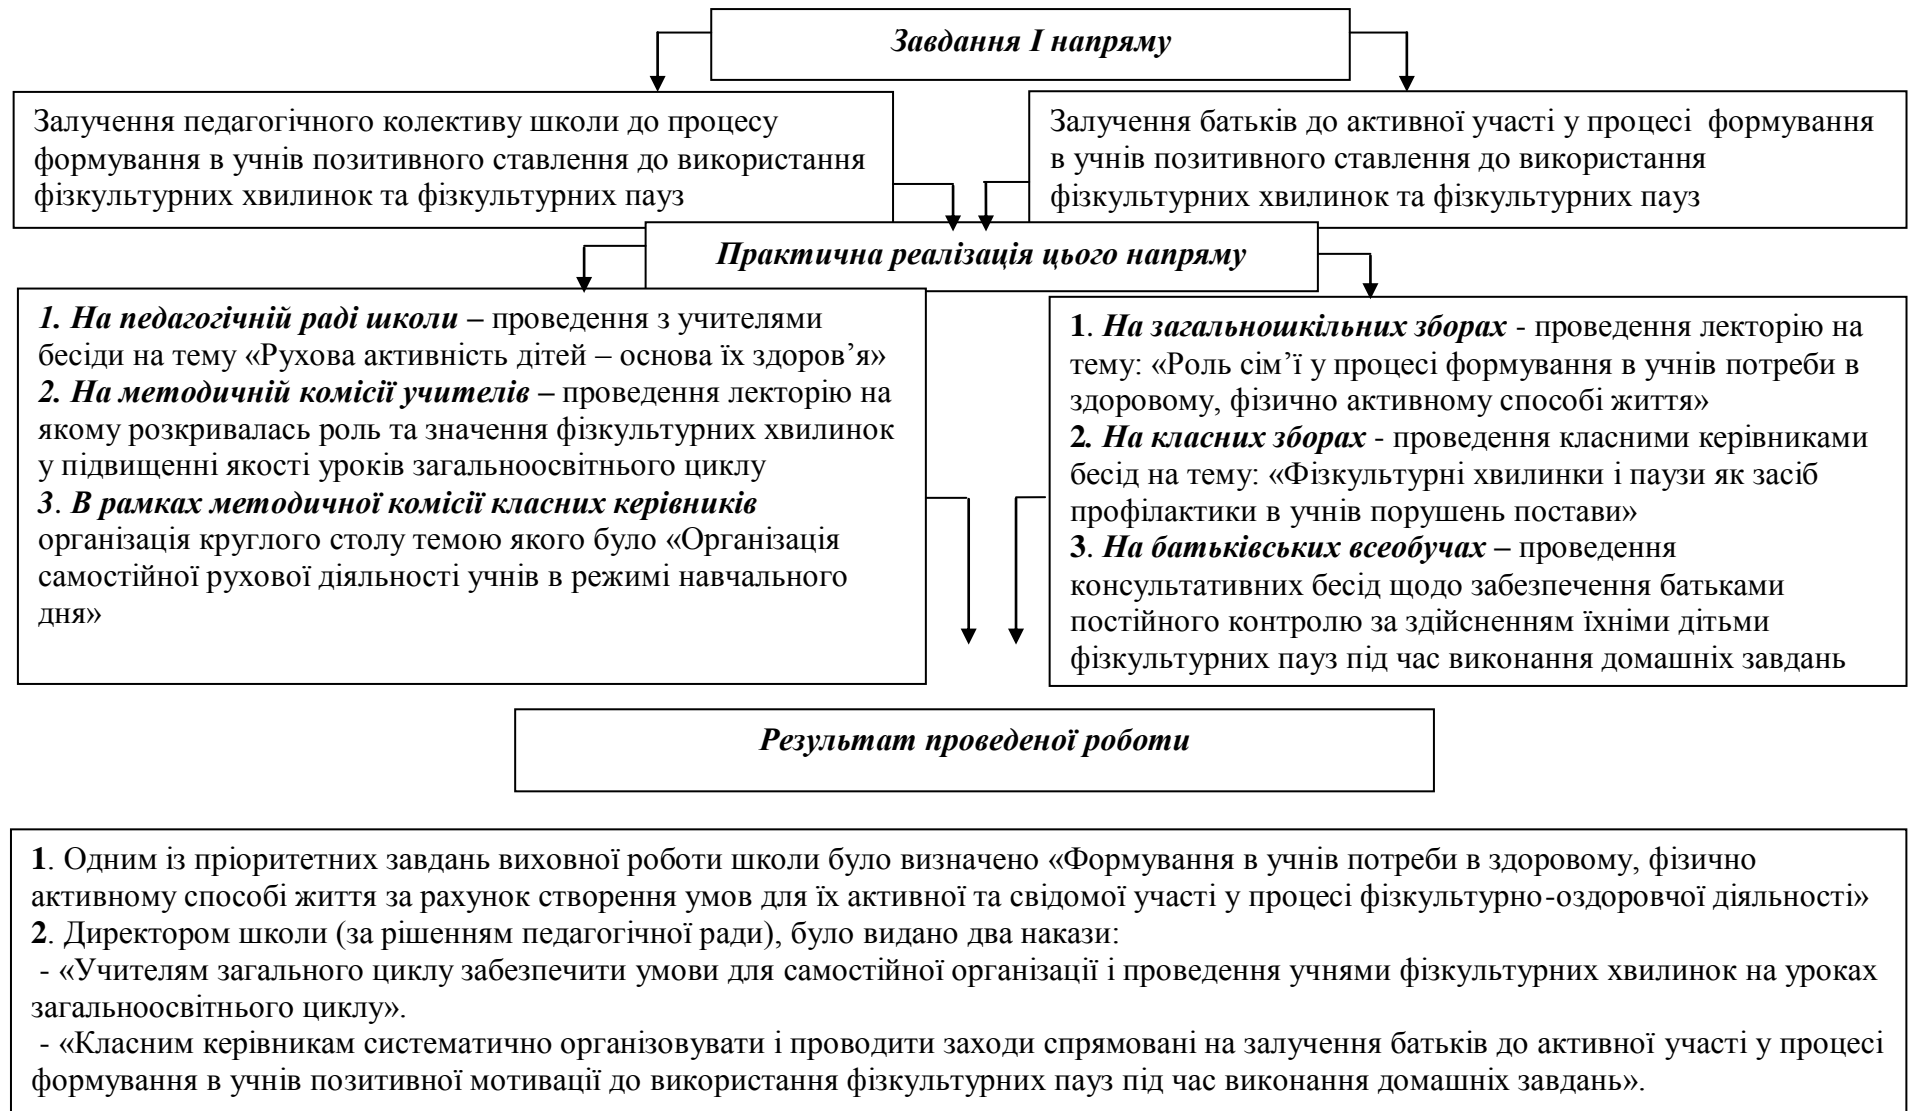 Завдання І напряму
Залучення педагогічного колективу школи до процесу
формування в учнів позитивного ставлення до використання
фізкультурних хвилинок та фізкультурних пауз
Залучення батьків до активної участі у процесі формування
в учнів позитивного ставлення до використання
фізкультурних хвилинок та фізкультурних пауз
Практична реалізація цього напряму
1. На педагогічній раді школи – проведення з учителями
бесіди на тему «Рухова активність дітей – основа їх здоров’я»
2. На методичній комісії учителів – проведення лекторію на
якому розкривалась роль та значення фізкультурних хвилинок
у підвищенні якості уроків загальноосвітнього циклу
3. В рамках методичної комісії класних керівників
організація круглого столу темою якого було «Організація
самостійної рухової діяльності учнів в режимі навчального
дня»
1. На загальношкільних зборах - проведення лекторію на
тему: «Роль сім’ї у процесі формування в учнів потреби в
здоровому, фізично активному способі життя»
2. На класних зборах - проведення класними керівниками
бесід на тему: «Фізкультурні хвилинки і паузи як засіб
профілактики в учнів порушень постави»
3. На батьківських всеобучах – проведення
консультативних бесід щодо забезпечення батьками
постійного контролю за здійсненням їхніми дітьми
фізкультурних пауз під час виконання домашніх завдань
Результат проведеної роботи
1. Одним із пріоритетних завдань виховної роботи школи було визначено «Формування в учнів потреби в здоровому, фізично
активному способі життя за рахунок створення умов для їх активної та свідомої участі у процесі фізкультурно-оздоровчої діяльності»
2. Директором школи (за рішенням педагогічної ради), було видано два накази:
- «Учителям загального циклу забезпечити умови для самостійної організації і проведення учнями фізкультурних хвилинок на уроках
загальноосвітнього циклу».
- «Класним керівникам систематично організовувати і проводити заходи спрямовані на залучення батьків до активної участі у процесі
формування в учнів позитивної мотивації до використання фізкультурних пауз під час виконання домашніх завдань».